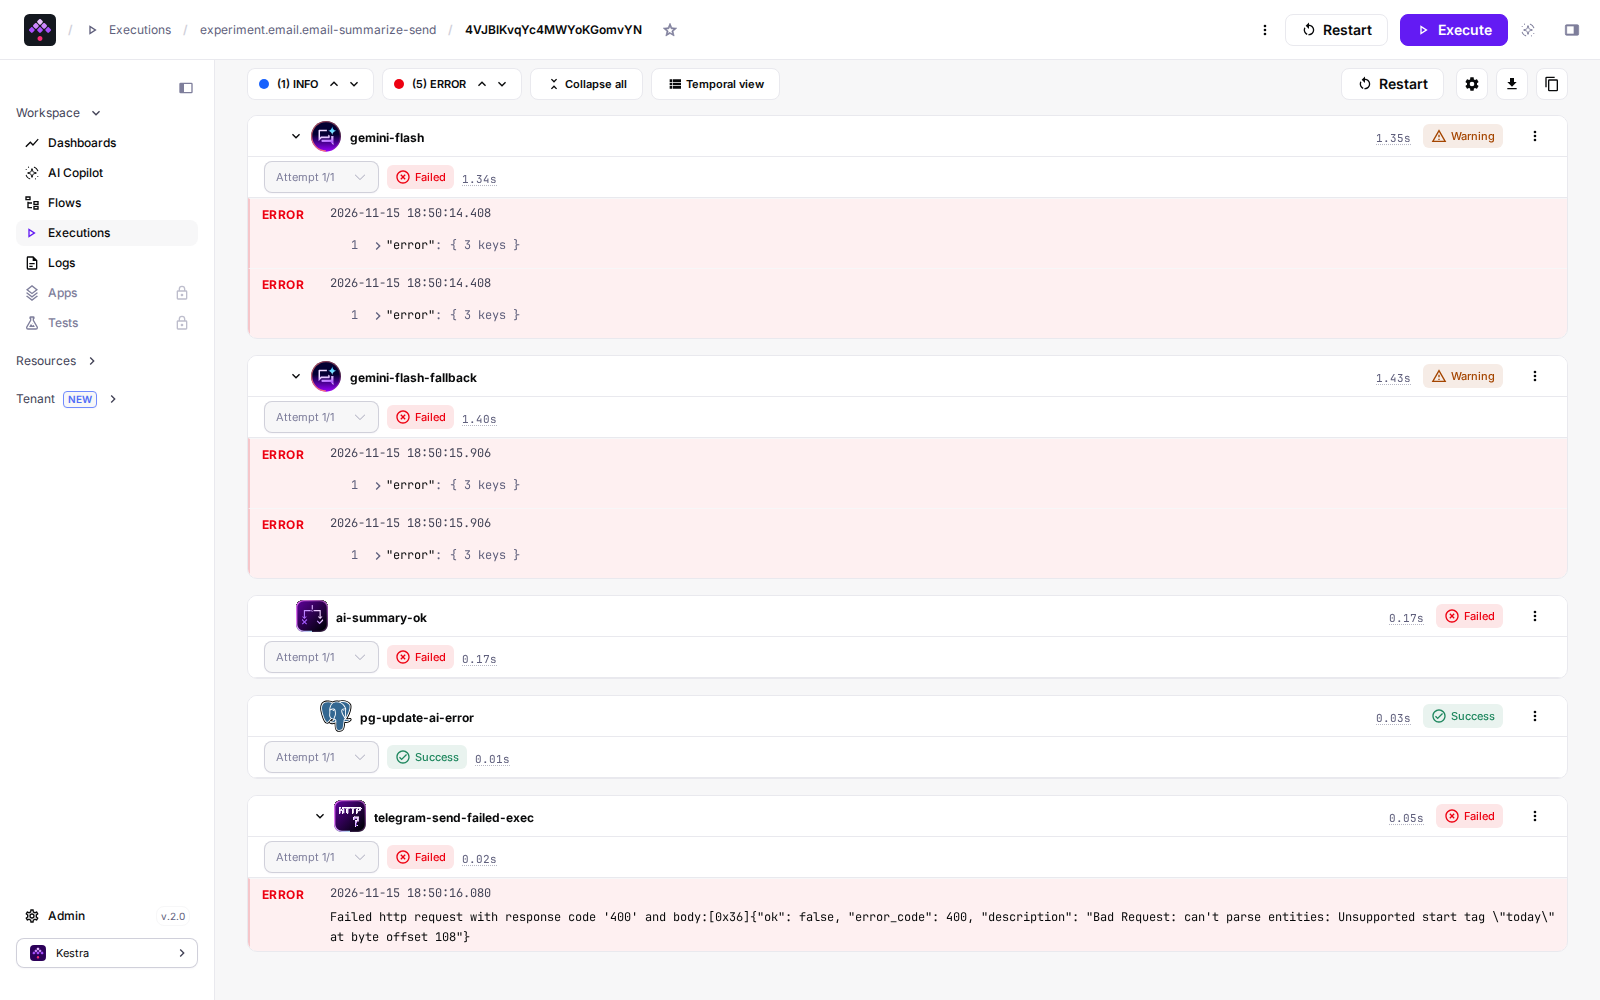 / Executions / experiment.email.email-summarize-send / 4VJBlKvqYc4MWYoKGomvYN Restart Execute
(1) INFO (5) ERROR Collapse all Temporal view Restart
Workspace
Dashboards
AI Copilot
Flows
Executions
Logs
Apps
Tests
Resources
Tenant NEW
Admin v.2.0
Kestra
gemini-flash 1.35s Warning
Attempt 1/1 Failed 1.34s
ERROR 2026-11-15 18:50:14.408
1 "error": { 3 keys }
ERROR 2026-11-15 18:50:14.408
1 "error": { 3 keys }
gemini-flash-fallback 1.43s Warning
Attempt 1/1 Failed 1.40s
ERROR 2026-11-15 18:50:15.906
1 "error": { 3 keys }
ERROR 2026-11-15 18:50:15.906
1 "error": { 3 keys }
ai-summary-ok 0.17s Failed
Attempt 1/1 Failed 0.17s
pg-update-ai-error 0.03s Success
Attempt 1/1 Success 0.01s
HTTP ? telegram-send-failed-exec 0.05s Failed
Attempt 1/1 Failed 0.02s
ERROR 2026-11-15 18:50:16.080
Failed http request with response code '400' and body:[0x36]{"ok": false, "error_code": 400, "description": "Bad Request: can't parse entities: Unsupported start tag \"today\"
at byte offset 108"}